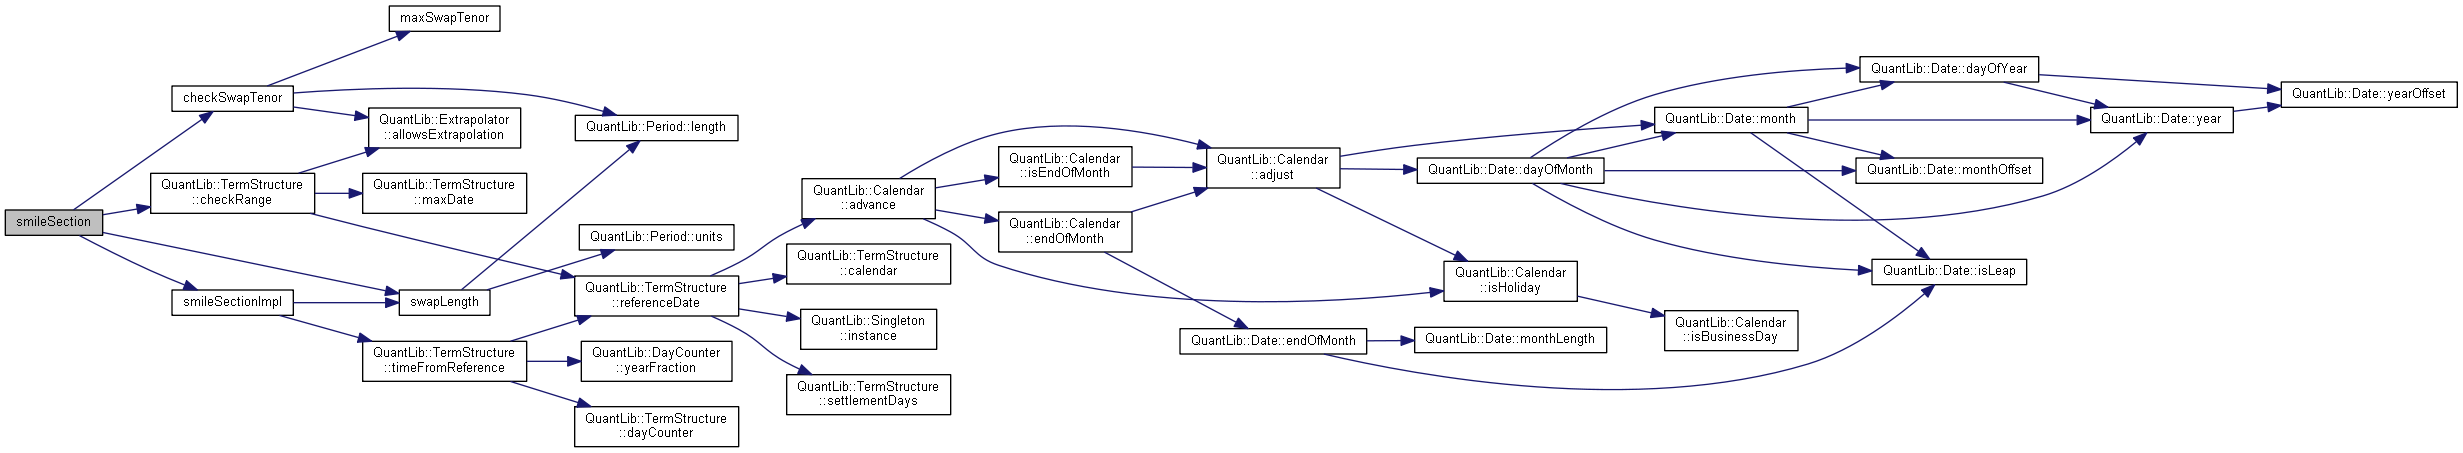 maxSwapTenor
checkSwapTenor
QuantLib::Extrapolator
::allowsExtrapolation
QuantLib::Period::length
QuantLib::TermStructure
::checkRange
QuantLib::TermStructure
::maxDate
smileSection
QuantLib::Period::units
smileSectionImpl
swapLength
QuantLib::TermStructure
::referenceDate
QuantLib::TermStructure
::timeFromReference
QuantLib::DayCounter
::yearFraction
QuantLib::TermStructure
::dayCounter
QuantLib::Calendar
::advance
QuantLib::TermStructure
::calendar
QuantLib::Singleton
::instance
QuantLib::TermStructure
::settlementDays
QuantLib::Calendar
::isEndOfMonth
QuantLib::Calendar
::endOfMonth
QuantLib::Calendar
::adjust
QuantLib::Date::endOfMonth
QuantLib::Date::dayOfMonth
QuantLib::Calendar
::isHoliday
QuantLib::Date::monthLength
QuantLib::Date::month
QuantLib::Calendar
::isBusinessDay
QuantLib::Date::dayOfYear
QuantLib::Date::monthOffset
QuantLib::Date::isLeap
QuantLib::Date::year
QuantLib::Date::yearOffset